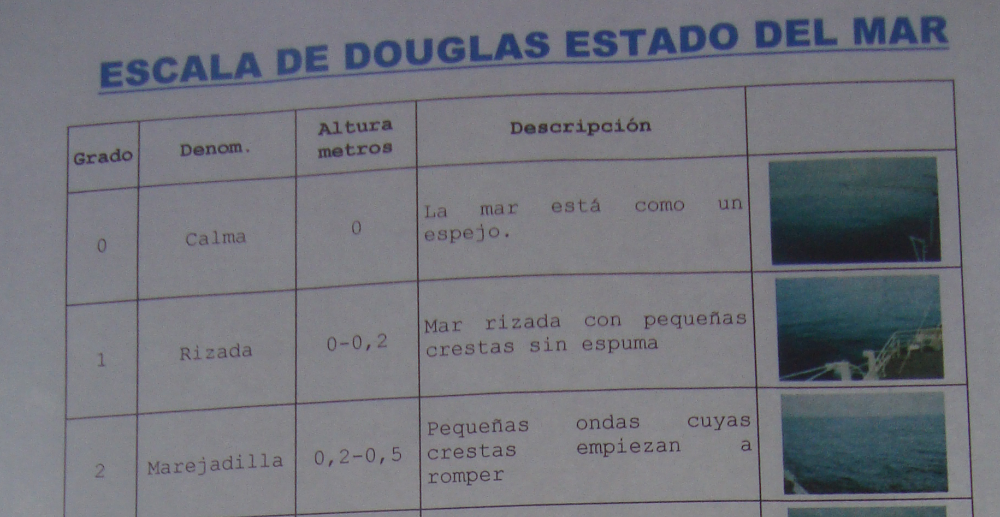 ESCALA DE DOUGLAS ESTADO DEL MAR
Grado
Denom.
Altura
metros
Descripción
0
Calma
0
La mar está como un
espejo.
1
Rizada
0-0,2
Mar rizada con pequeñas
crestas sin espuma
2
Marejadilla
0,2-0,5
Pequeñas ondas cuyas
crestas empiezan a
romper